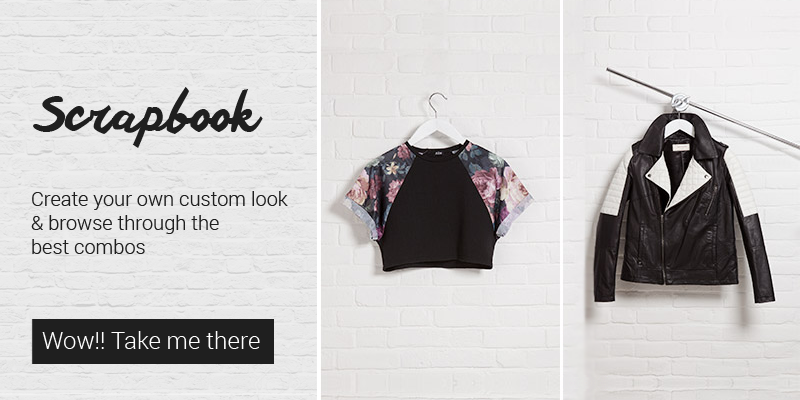 Scrapbook
Create your own custom look
& browse through the
best combos
Wow!! Take me there